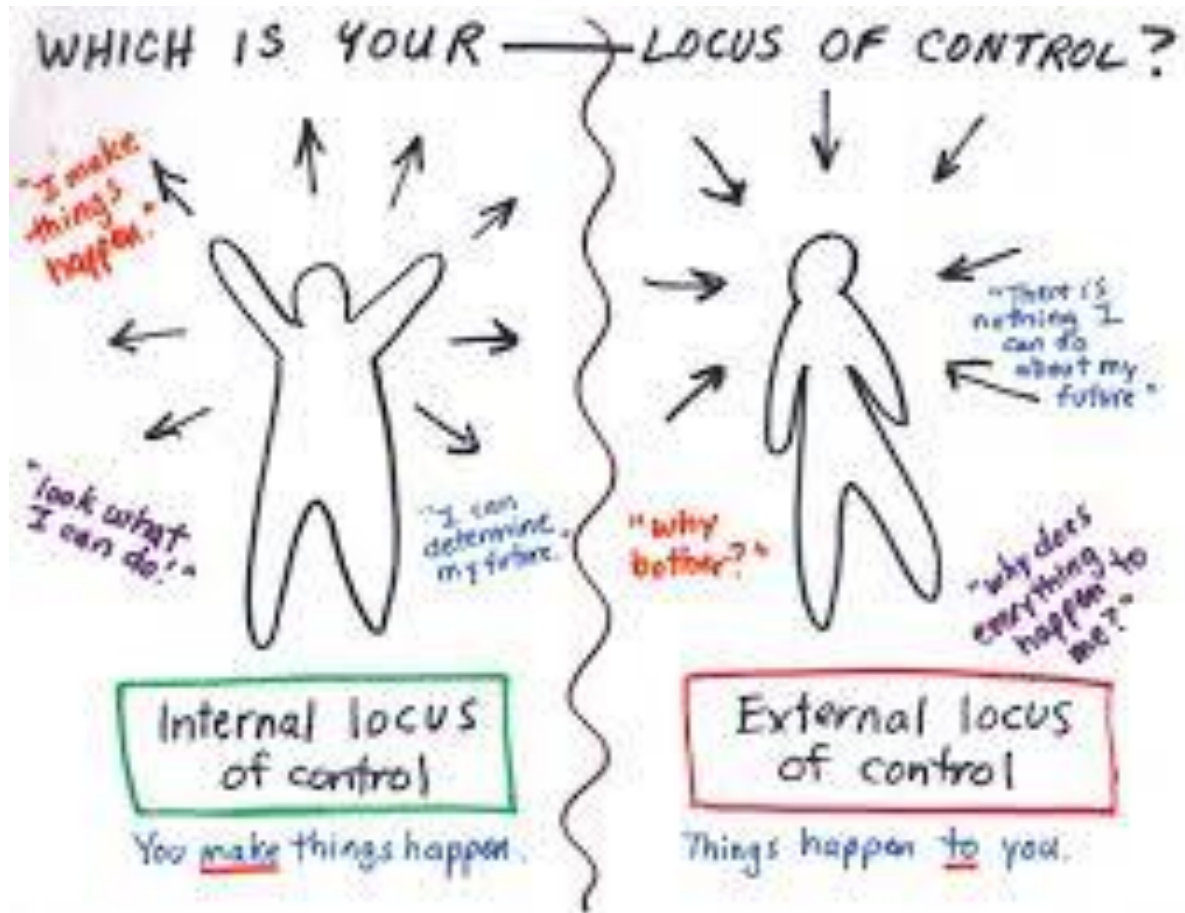 WHICH IS YOUR — LOCUS OF CONTROL?
"I make
things
happen."
"look what
I can do!"
"I can
determine
my future."
Internal locus
of control
You make things happen.
"There is
nothing I
can do
about my
future"
"why
bother?"
"why does
everything
happen to
me?"
External locus
of control
Things happen to you.